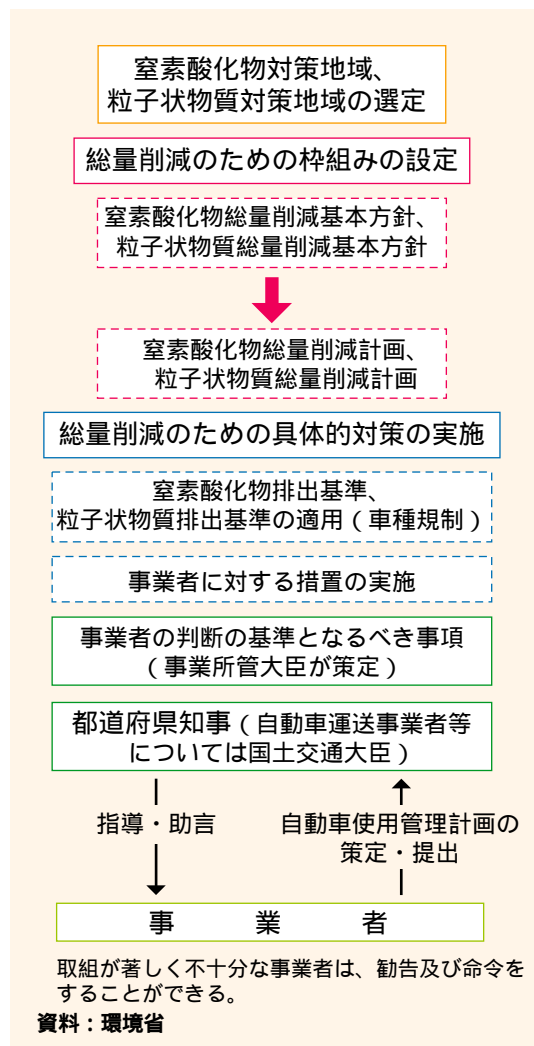 窒素酸化物対策地域、
粒子状物質対策地域の選定
総量削減のための枠組みの設定
窒素酸化物総量削減基本方針、
粒子状物質総量削減基本方針
窒素酸化物総量削減計画、
粒子状物質総量削減計画
総量削減のための具体的対策の実施
窒素酸化物排出基準、
粒子状物質排出基準の適用(車種規制)
事業者に対する措置の実施
事業者の判断の基準となるべき事項
(事業所管大臣が策定)
都道府県知事(自動車運送事業者等
については国土交通大臣)
指導・助言
自動車使用管理計画の
策定・提出
事業者
取組が著しく不十分な事業者は、勧告及び命令を
することができる。
資料:環境省